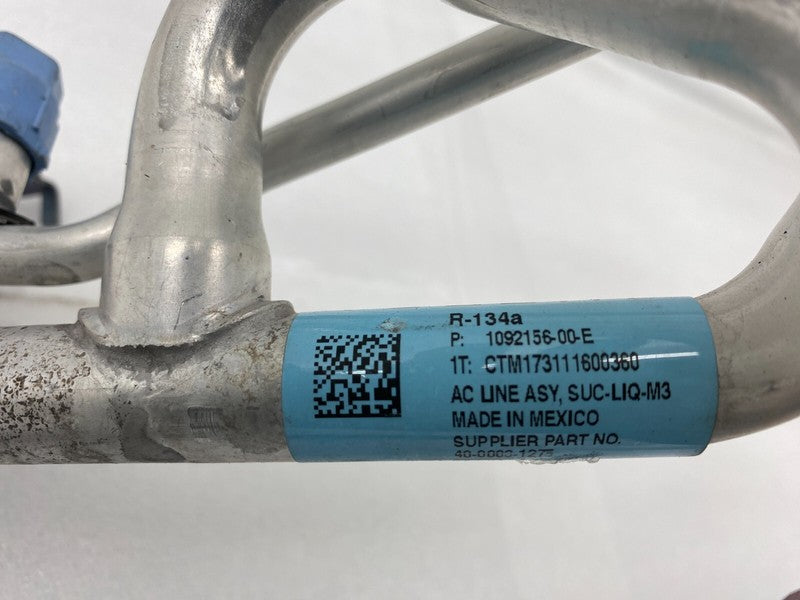 R-134a
P: 1092156-00-E
1T: CTM173111600360
AC LINE ASY, SUC-LIQ-M3
MADE IN MEXICO
SUPPLIER PART NO.